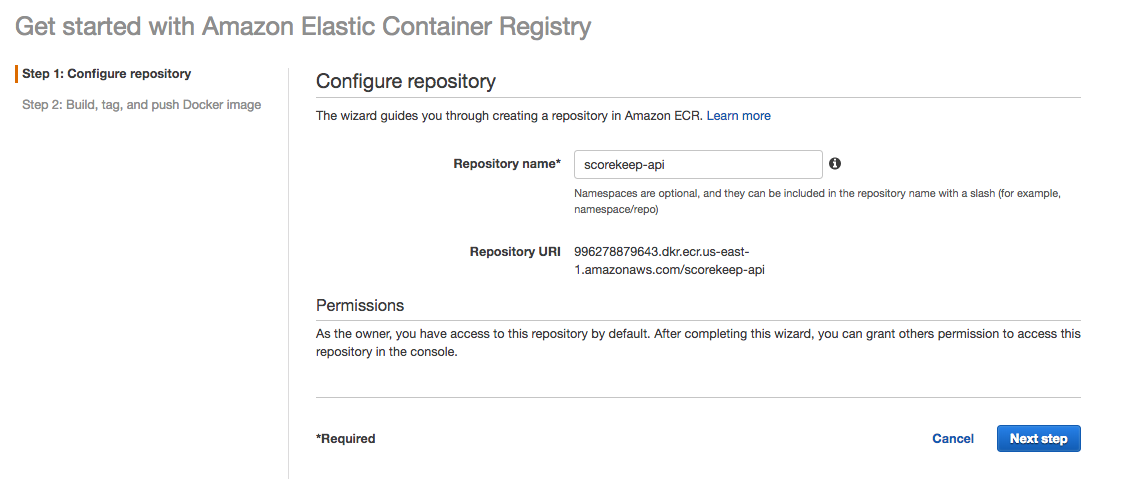 Get started with Amazon Elastic Container Registry
Step 1: Configure repository
Step 2: Build, tag, and push Docker image
Configure repository
The wizard guides you through creating a repository in Amazon ECR. Learn more
Repository name*
scorekeep-api
Namespaces are optional, and they can be included in the repository name with a slash (for example,
namespace/repo)
Repository URI
996278879643.dkr.ecr.us-east-
1.amazonaws.com/scorekeep-api
Permissions
As the owner, you have access to this repository by default. After completing this wizard, you can grant others permission to access this
repository in the console.
*Required
Cancel
Next step